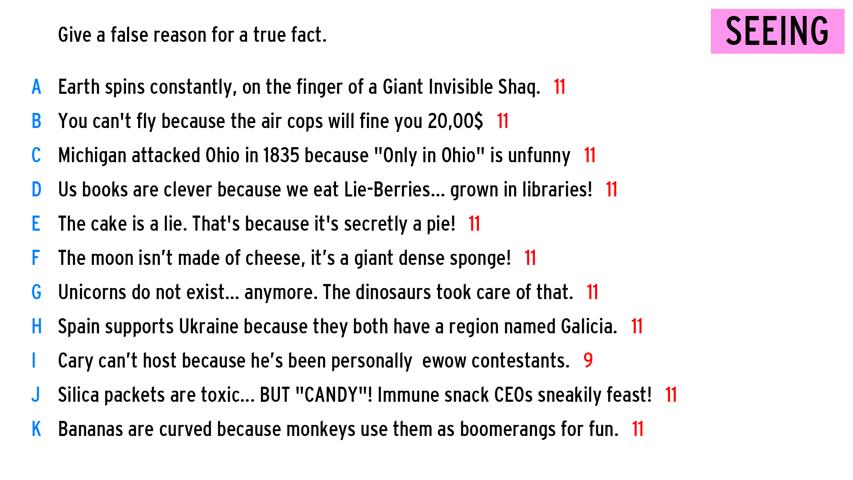 Give a false reason for a true fact.
SEEING
A Earth spins constantly, on the finger of a Giant Invisible Shaq. 11
B You can't fly because the air cops will fine you 20,00$ 11
C Michigan attacked Ohio in 1835 because "Only in Ohio" is unfunny 11
D Us books are clever because we eat Lie-Berries... grown in libraries! 11
E The cake is a lie. That's because it's secretly a pie! 11
F The moon isn’t made of cheese, it’s a giant dense sponge! 11
G Unicorns do not exist... anymore. The dinosaurs took care of that. 11
H Spain supports Ukraine because they both have a region named Galicia. 11
I Cary can’t host because he’s been personally ewow contestants. 9
J Silica packets are toxic... BUT "CANDY"! Immune snack CEOs sneakily feast! 11
K Bananas are curved because monkeys use them as boomerangs for fun. 11